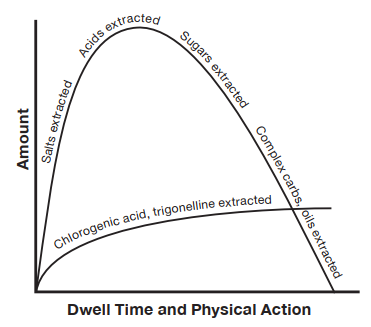 Amount
Salts extracted
Acids extracted
Sugars extracted
Complex carbs, oils extracted
Chlorogenic acid, trigonelline extracted
Dwell Time and Physical Action